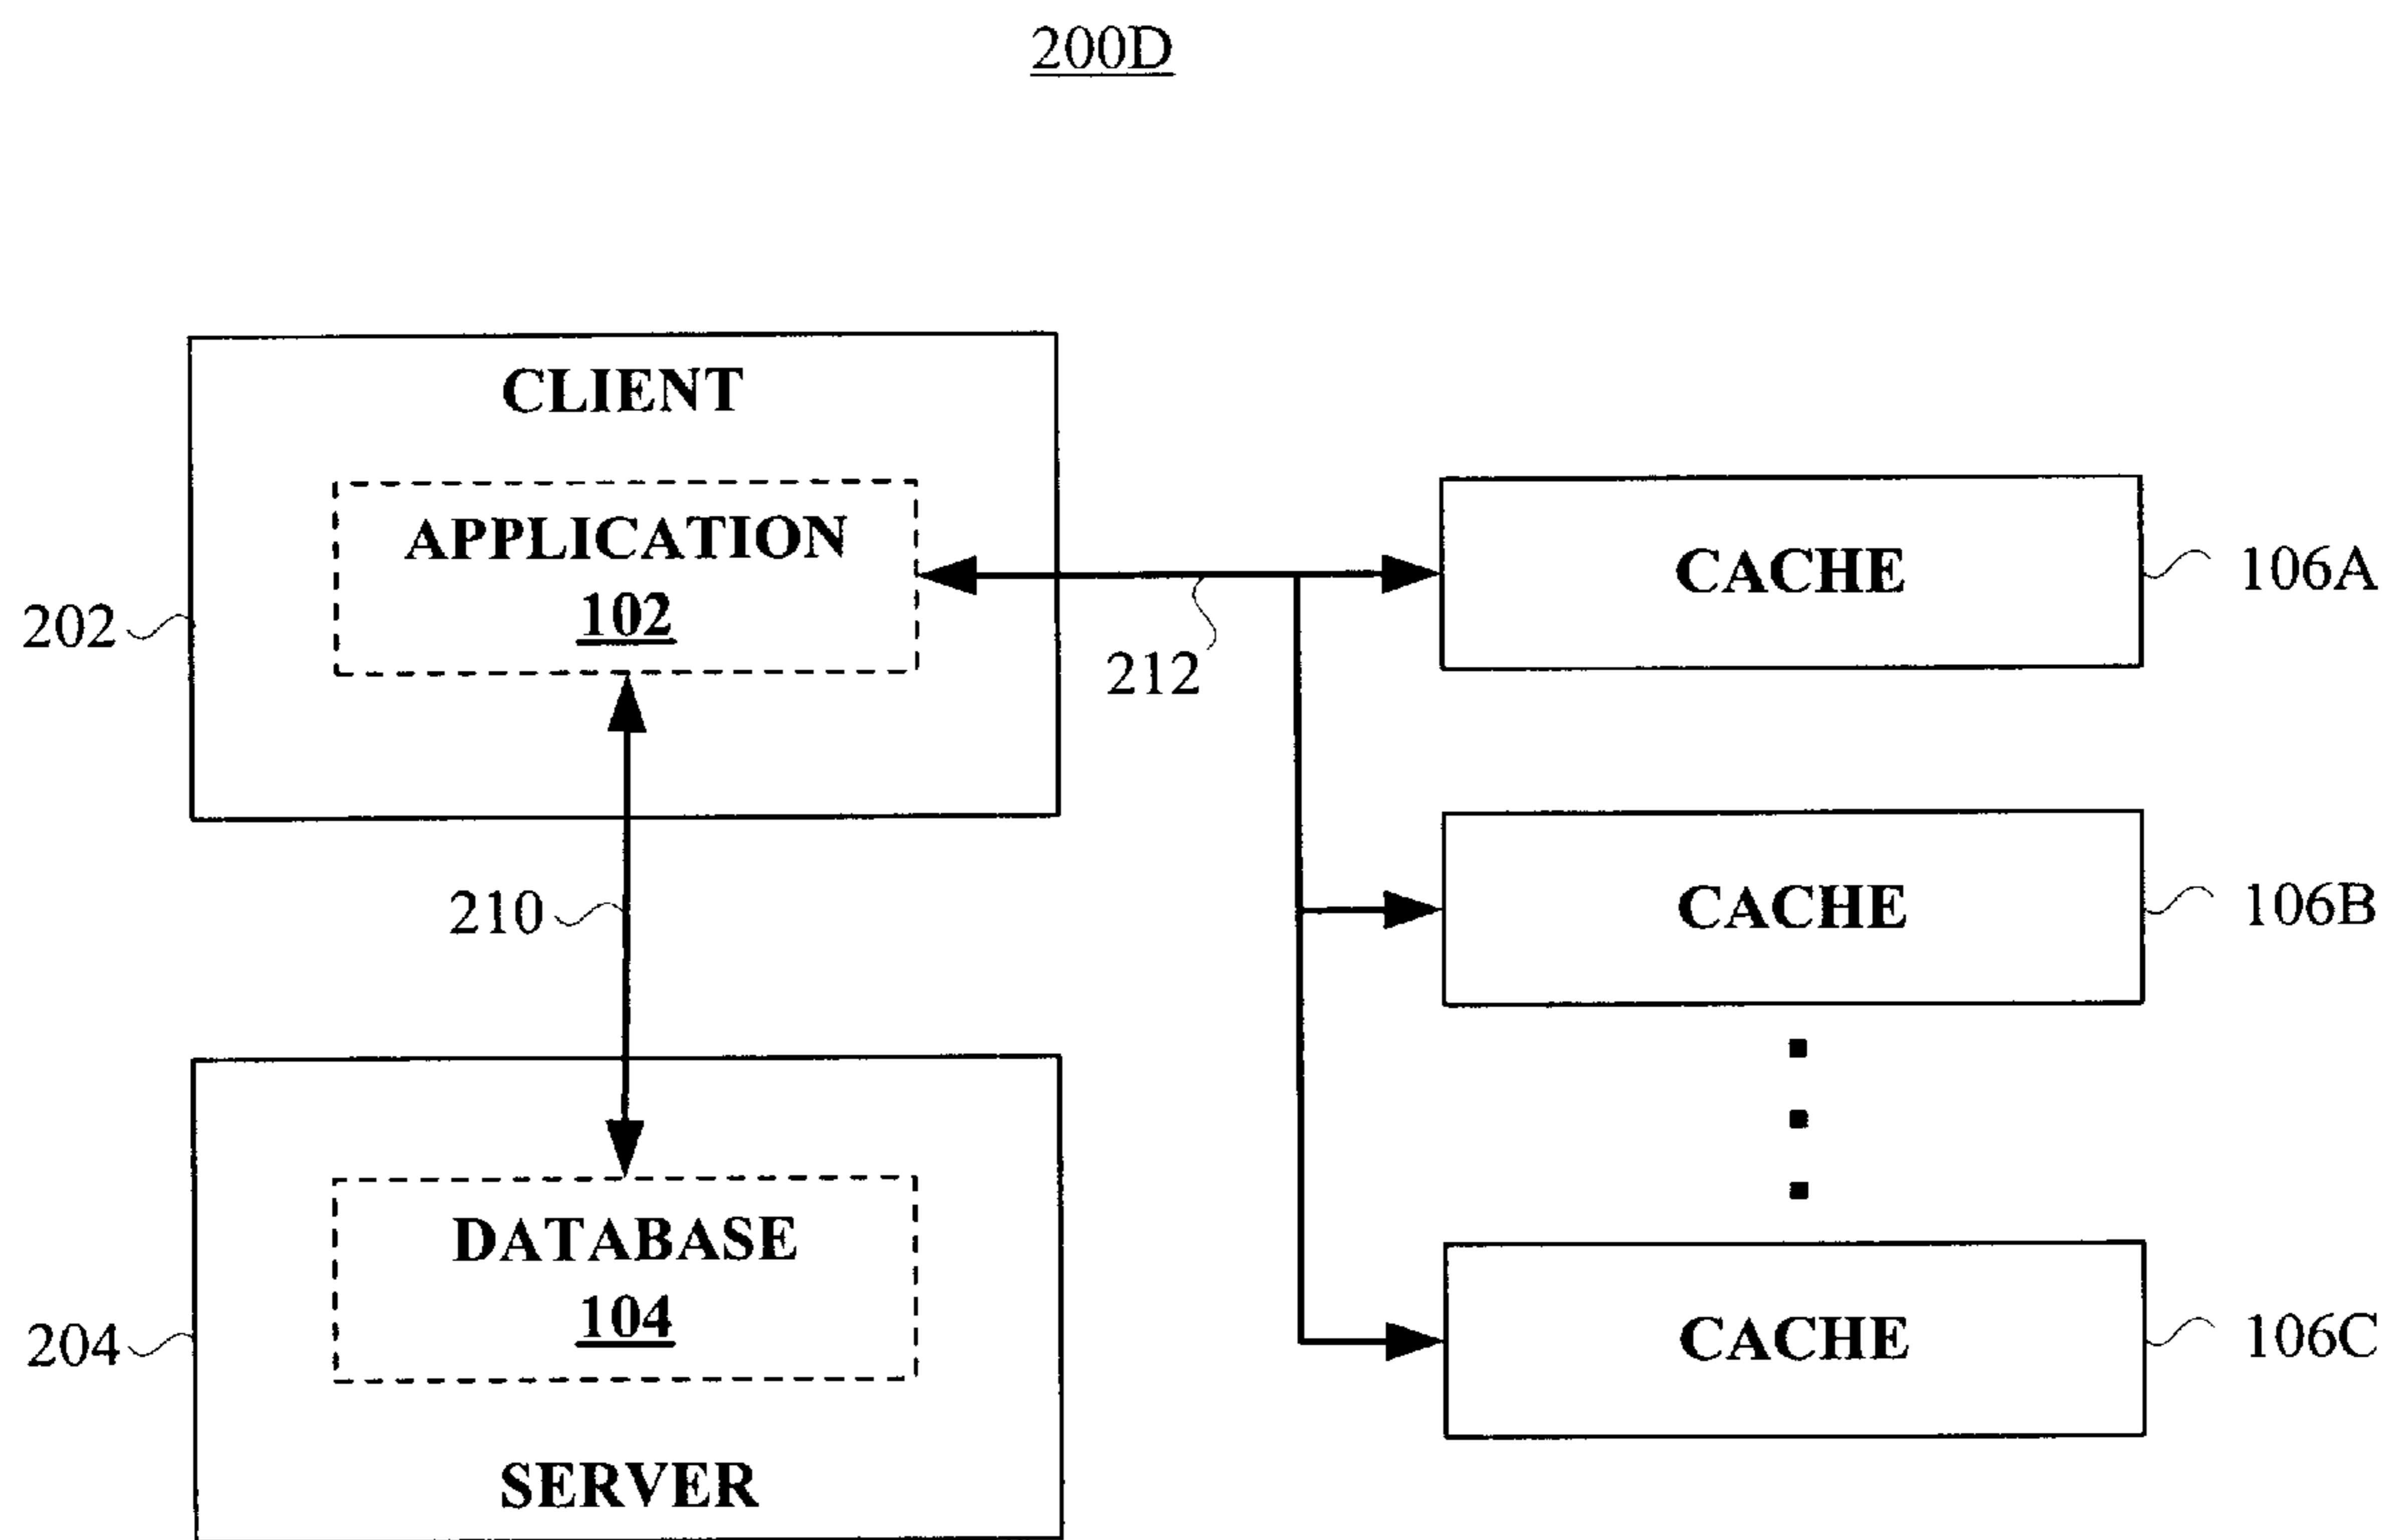 200D
CLIENT
APPLICATION
102
202
212
210
CACHE
106A
CACHE
106B
CACHE
106C
DATABASE
104
204
SERVER